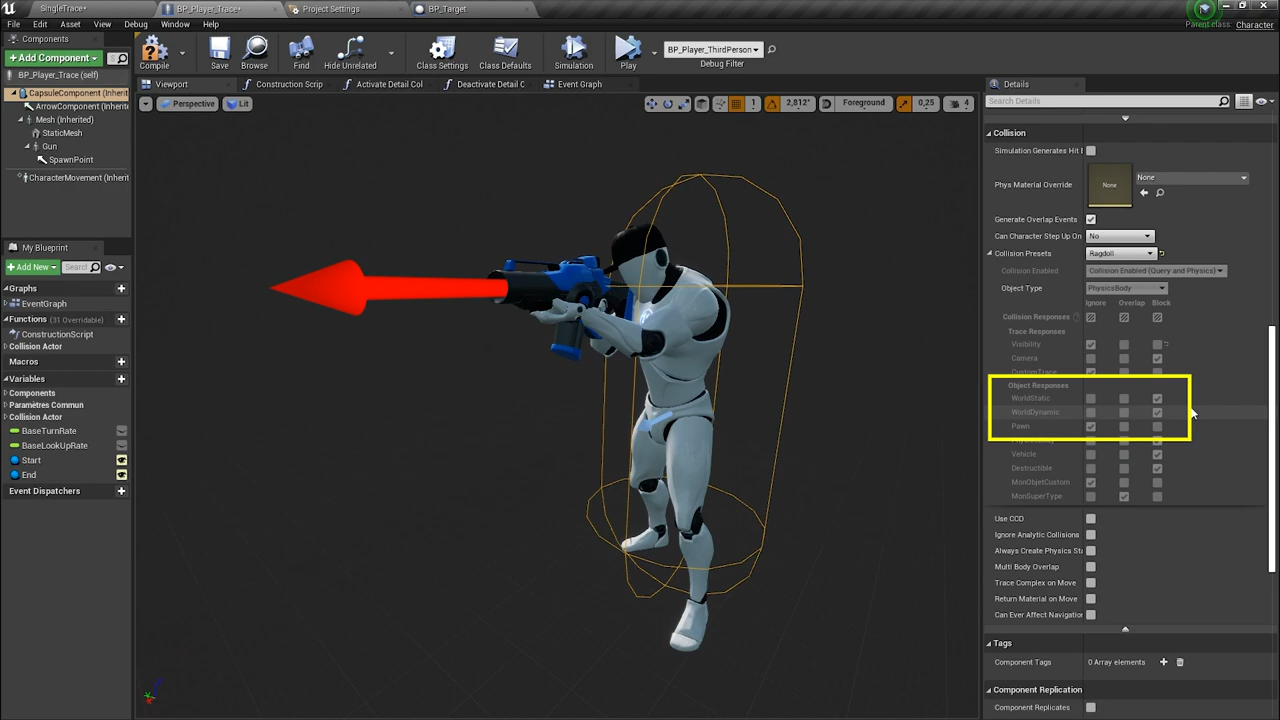 SingleTrace*
BP_Player_Trace*
Project Settings
BP_Target
Parent class: Character
File Edit Asset View Debug Window Help
Components
+ Add Component
Search
BP_Player_Trace (self)
CapsuleComponent (Inherit
ArrowComponent (Inherite
Mesh (Inherited)
StaticMesh
Gun
SpawnPoint
CharacterMovement (Inherit
Compile
Save
Browse
Find
Hide Unrelated
Class Settings
Class Defaults
Simulation
Play
BP_Player_ThirdPerson
Debug Filter
Viewport
Construction Scrip
Activate Detail Col
Deactivate Detail C
Event Graph
Perspective
Lit
1
2,812°
Foreground
0,25
4
My Blueprint
+ Add New
Search
Graphs
EventGraph
Functions (31 Overridable)
ConstructionScript
Collision Actor
Macros
Variables
Components
Paramètres Commun
Collision Actor
BaseTurnRate
BaseLookUpRate
Start
End
Event Dispatchers
Details
Search Details
Collision
Simulation Generates Hit E
Phys Material Override
None
None
Generate Overlap Events
Can Character Step Up On
No
Collision Presets
Ragdoll
Collision Enabled
Collision Enabled (Query and Physics)
Object Type
PhysicsBody
Ignore Overlap Block
Collision Responses
Trace Responses
Visibility
Camera
CustomTrace
Object Responses
WorldStatic
WorldDynamic
Pawn
Vehicle
Destructible
MonObjetCustom
MonSuperType
Use CCD
Ignore Analytic Collisions
Always Create Physics Sta
Multi Body Overlap
Trace Complex on Move
Return Material on Move
Can Ever Affect Navigation
Tags
Component Tags
0 Array elements
Component Replication
Component Replicates